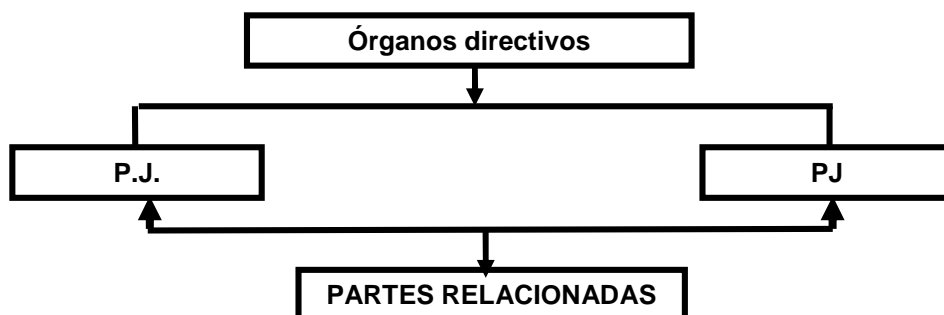 Órganos directivos
P.J.
PJ
PARTES RELACIONADAS